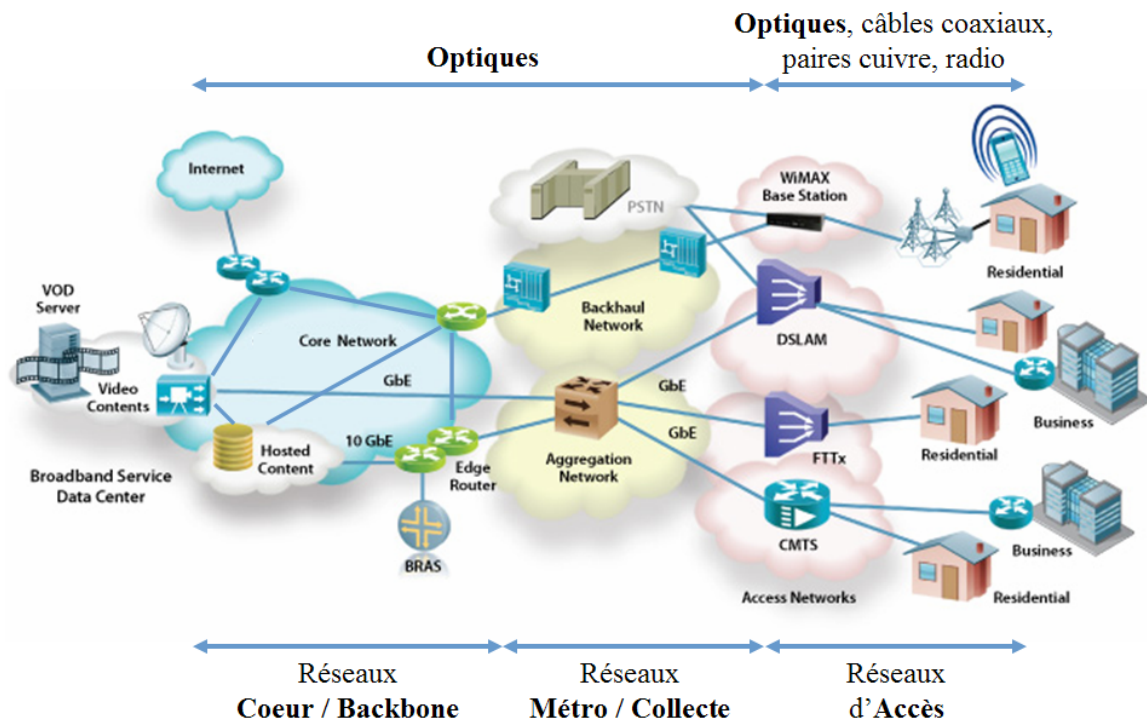 Optiques
Optiques, câbles coaxiaux,
paires cuivre, radio
Internet
VOD
Server
Video
Contents
Broadband Service
Data Center
Core Network
GbE
10 GbE
Hosted
Content
Edge
Router
BRAS
PSTN
Backhaul
Network
Aggregation
Network
GbE
GbE
WiMAX
Base Station
DSLAM
FTTx
CMTS
Access Networks
Residential
Business
Residential
Business
Residential
Réseaux
Coeur / Backbone
Réseaux
Métro / Collecte
Réseaux
d’Accès